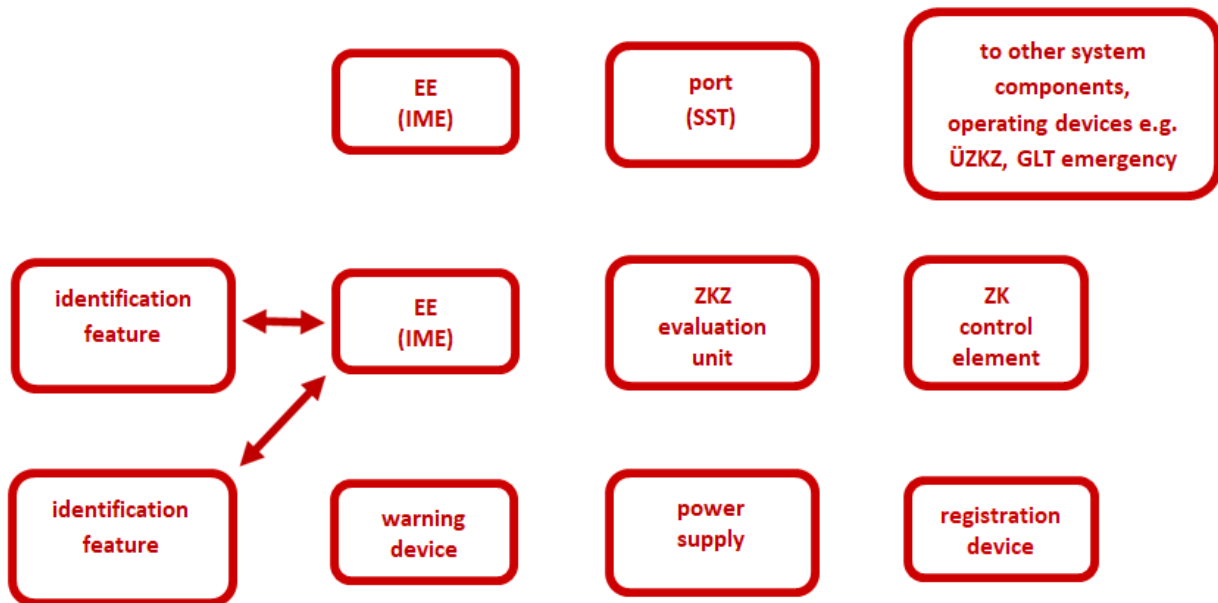 EE
(IME)
port
(SST)
to other system
components,
operating devices e.g.
ÜZKZ, GLT emergency
identification
feature
EE
(IME)
ZKZ
evaluation
unit
ZK
control
element
identification
feature
warning
device
power
supply
registration
device